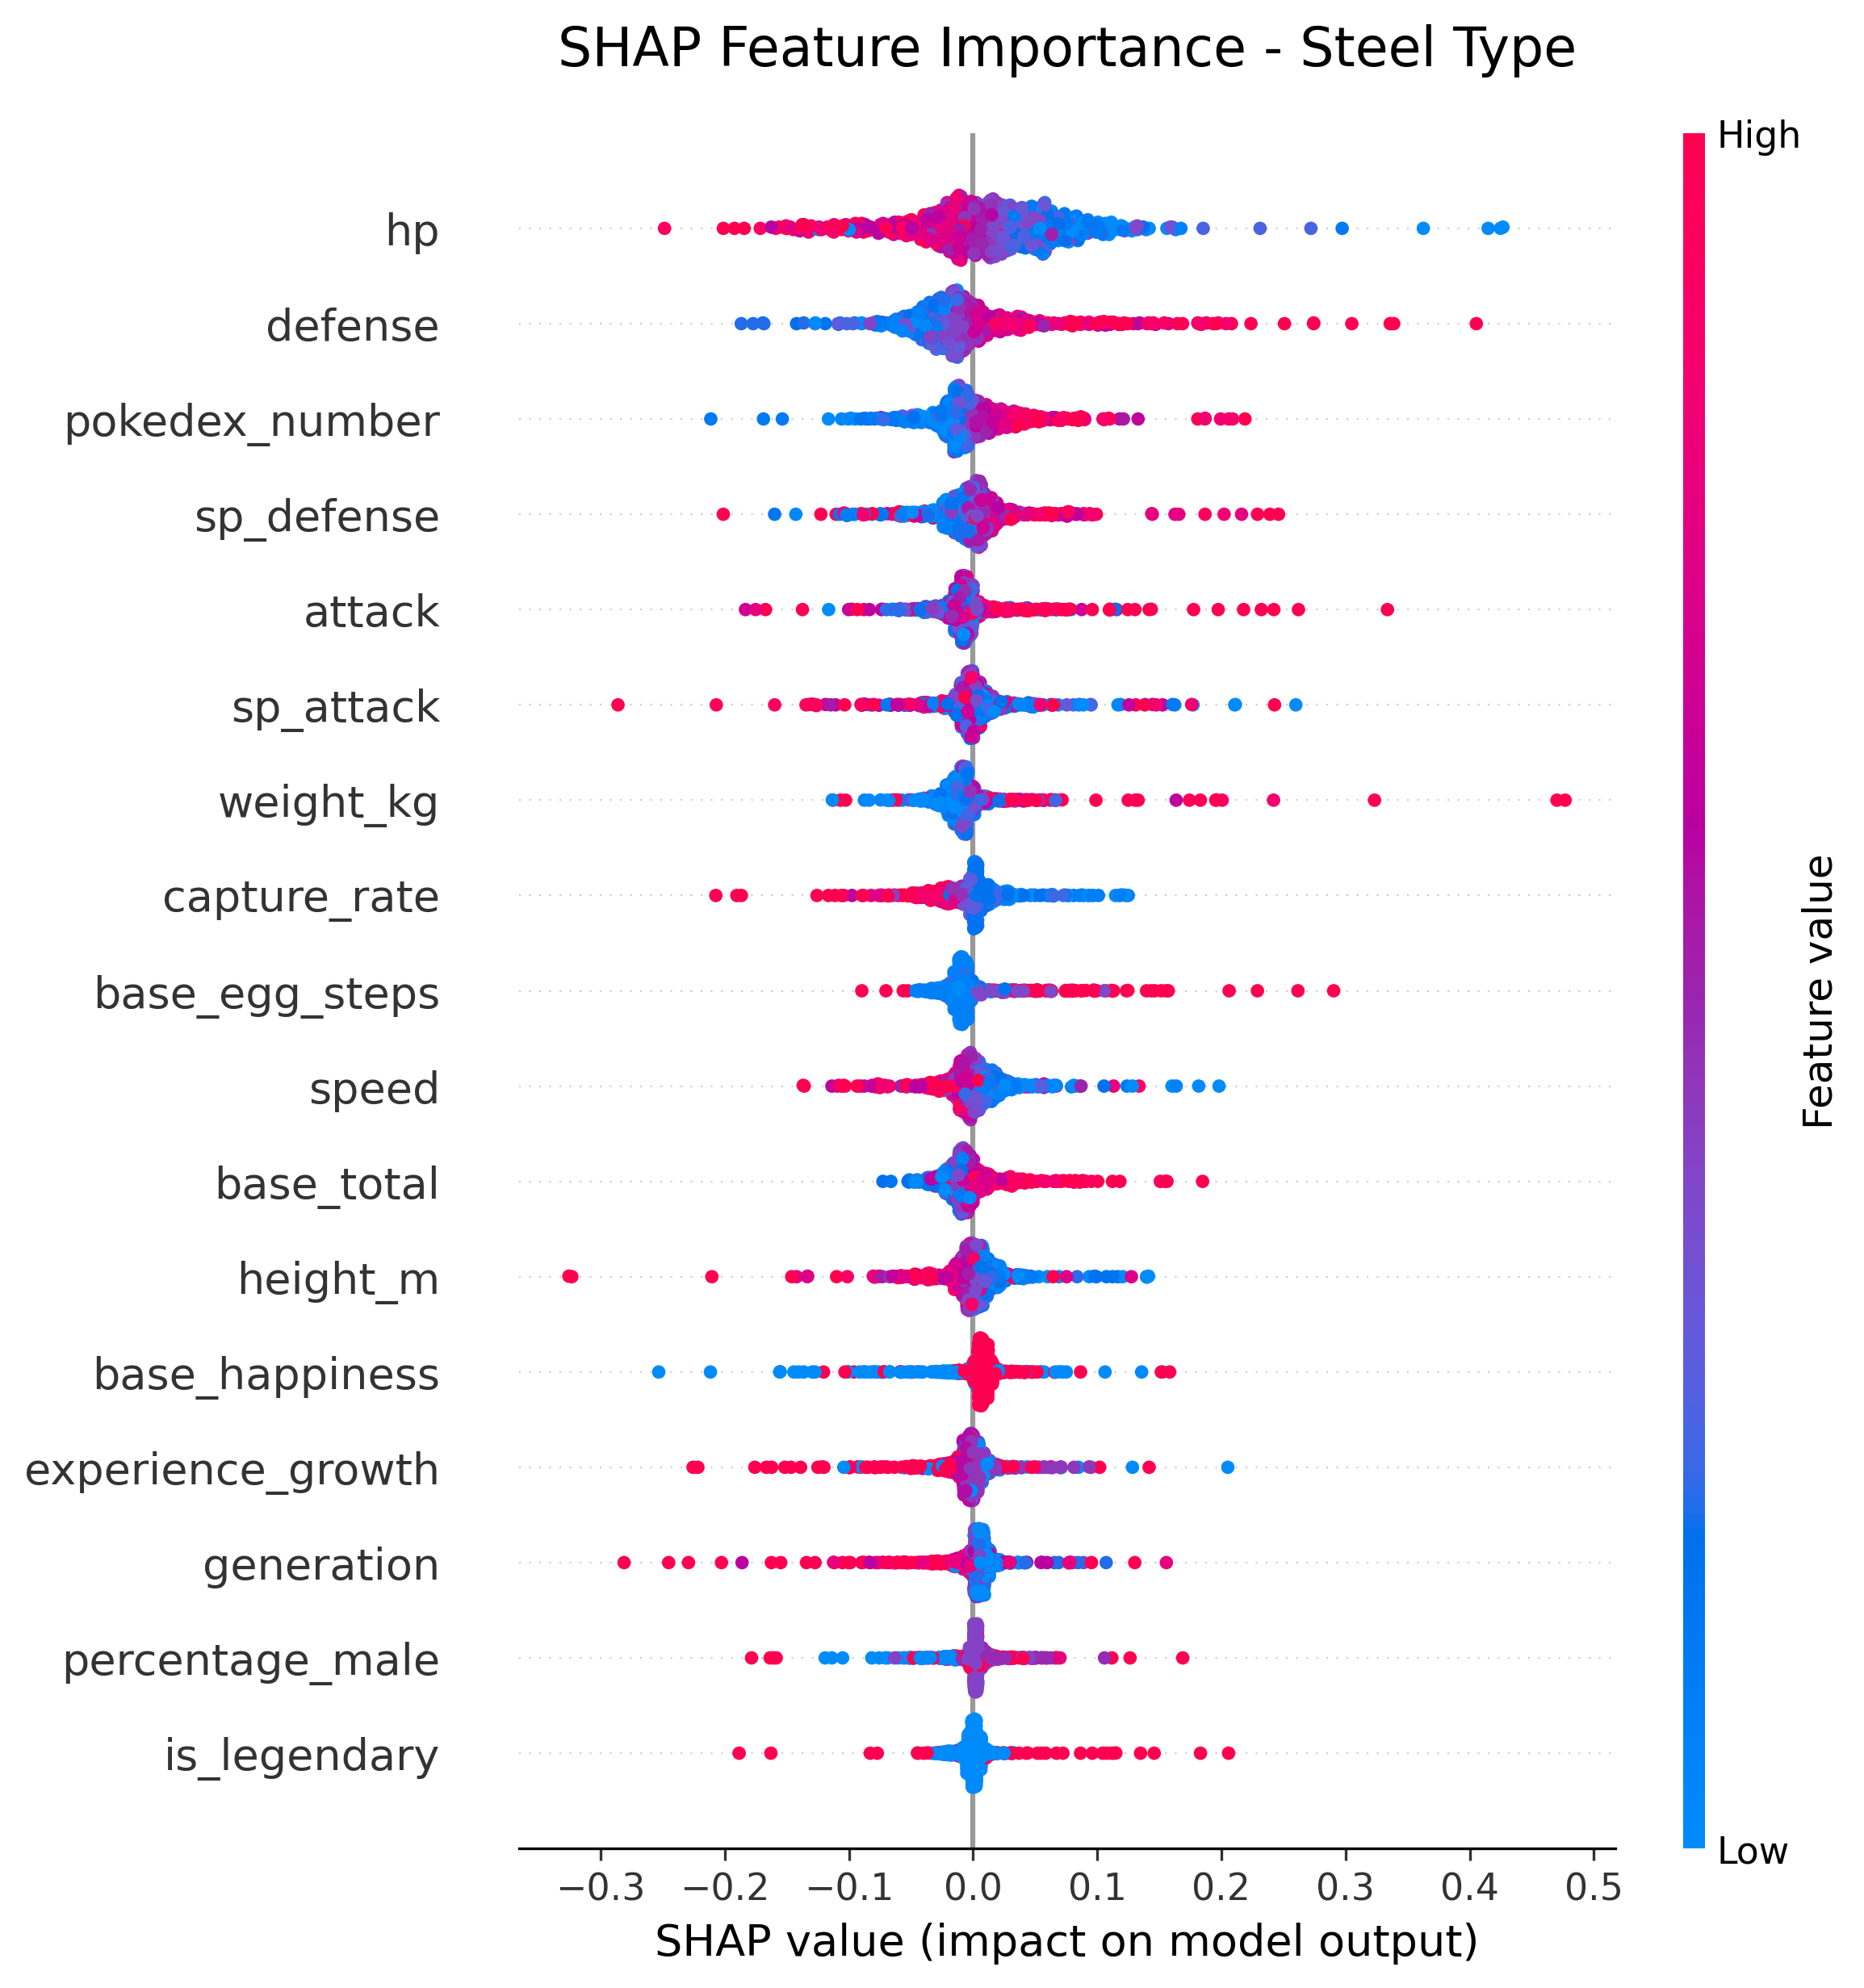 SHAP Feature Importance - Steel Type
High
hp
defense
pokedex_number
sp_defense
attack
sp_attack
weight_kg
capture_rate
base_egg_steps
speed
base_total
height_m
base_happiness
experience_growth
generation
percentage_male
is_legendary
Feature value
Low
−0.3 −0.2 −0.1 0.0 0.1 0.2 0.3 0.4 0.5
SHAP value (impact on model output)